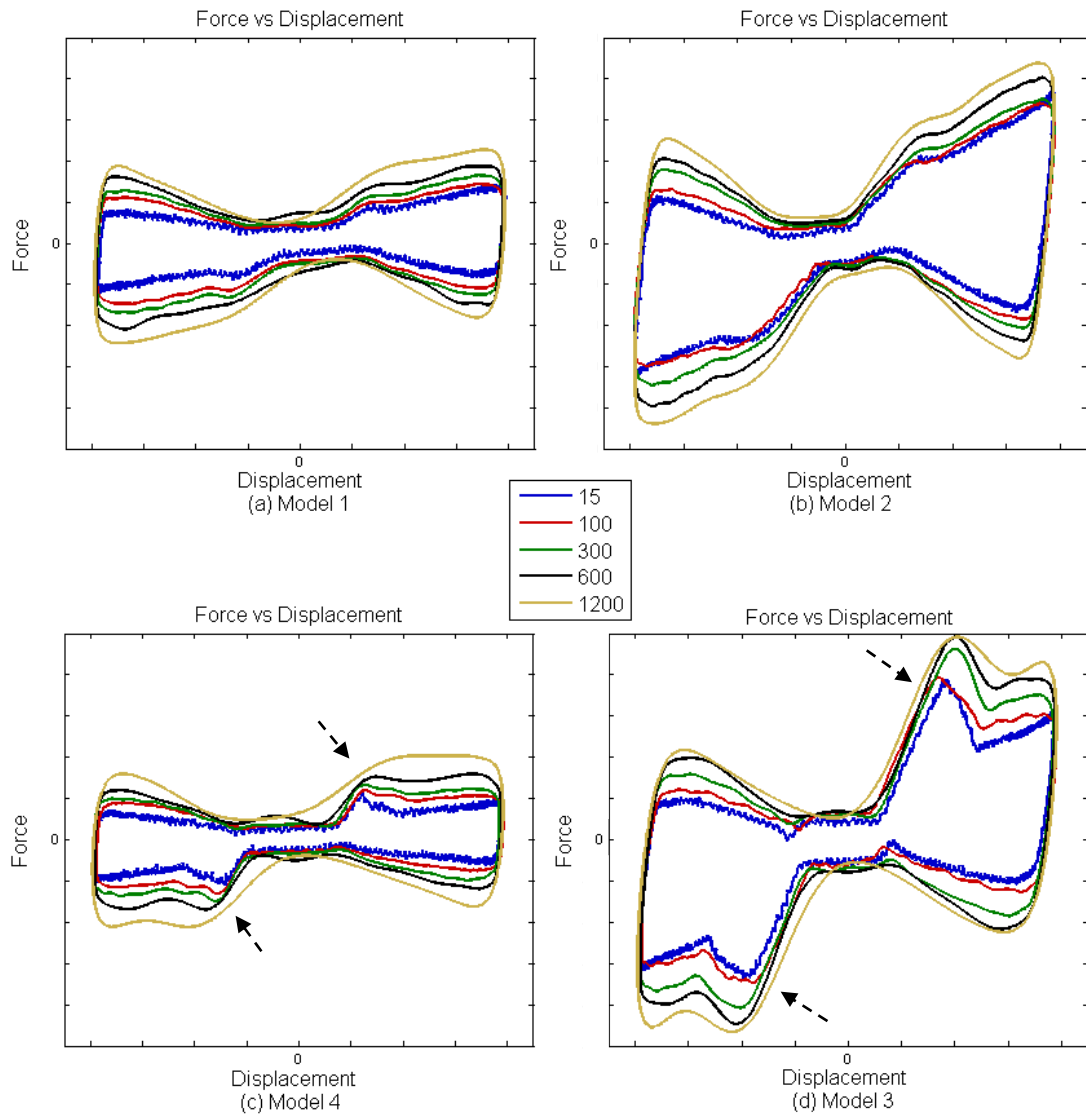 Force vs Displacement
Force
0
0
Displacement
(a) Model 1
Force vs Displacement
Force
0
0
Displacement
(b) Model 2
15
100
300
600
1200
Force vs Displacement
Force
0
0
Displacement
(c) Model 4
Force vs Displacement
Force
0
0
Displacement
(d) Model 3